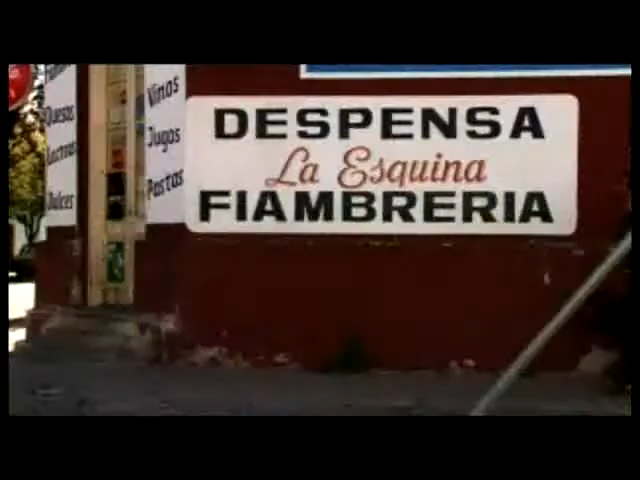 Quesos
Lacteos
Dulces
Vinos
Jugos
Pastas
DESPENSA
La Esquina
FIAMBRERIA